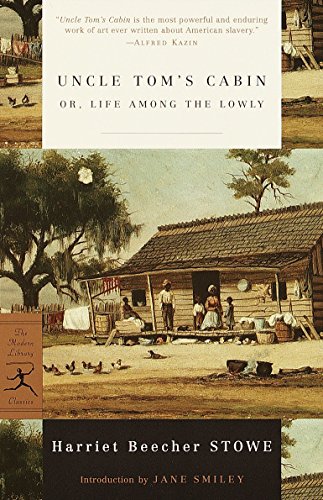 "Uncle Tom's Cabin is the most powerful and enduring
work of art ever written about American slavery."
—ALFRED KAZIN
UNCLE TOM'S CABIN
OR, LIFE AMONG THE LOWLY
The Modern Library
Classics
Harriet Beecher STOWE
Introduction by JANE SMILEY